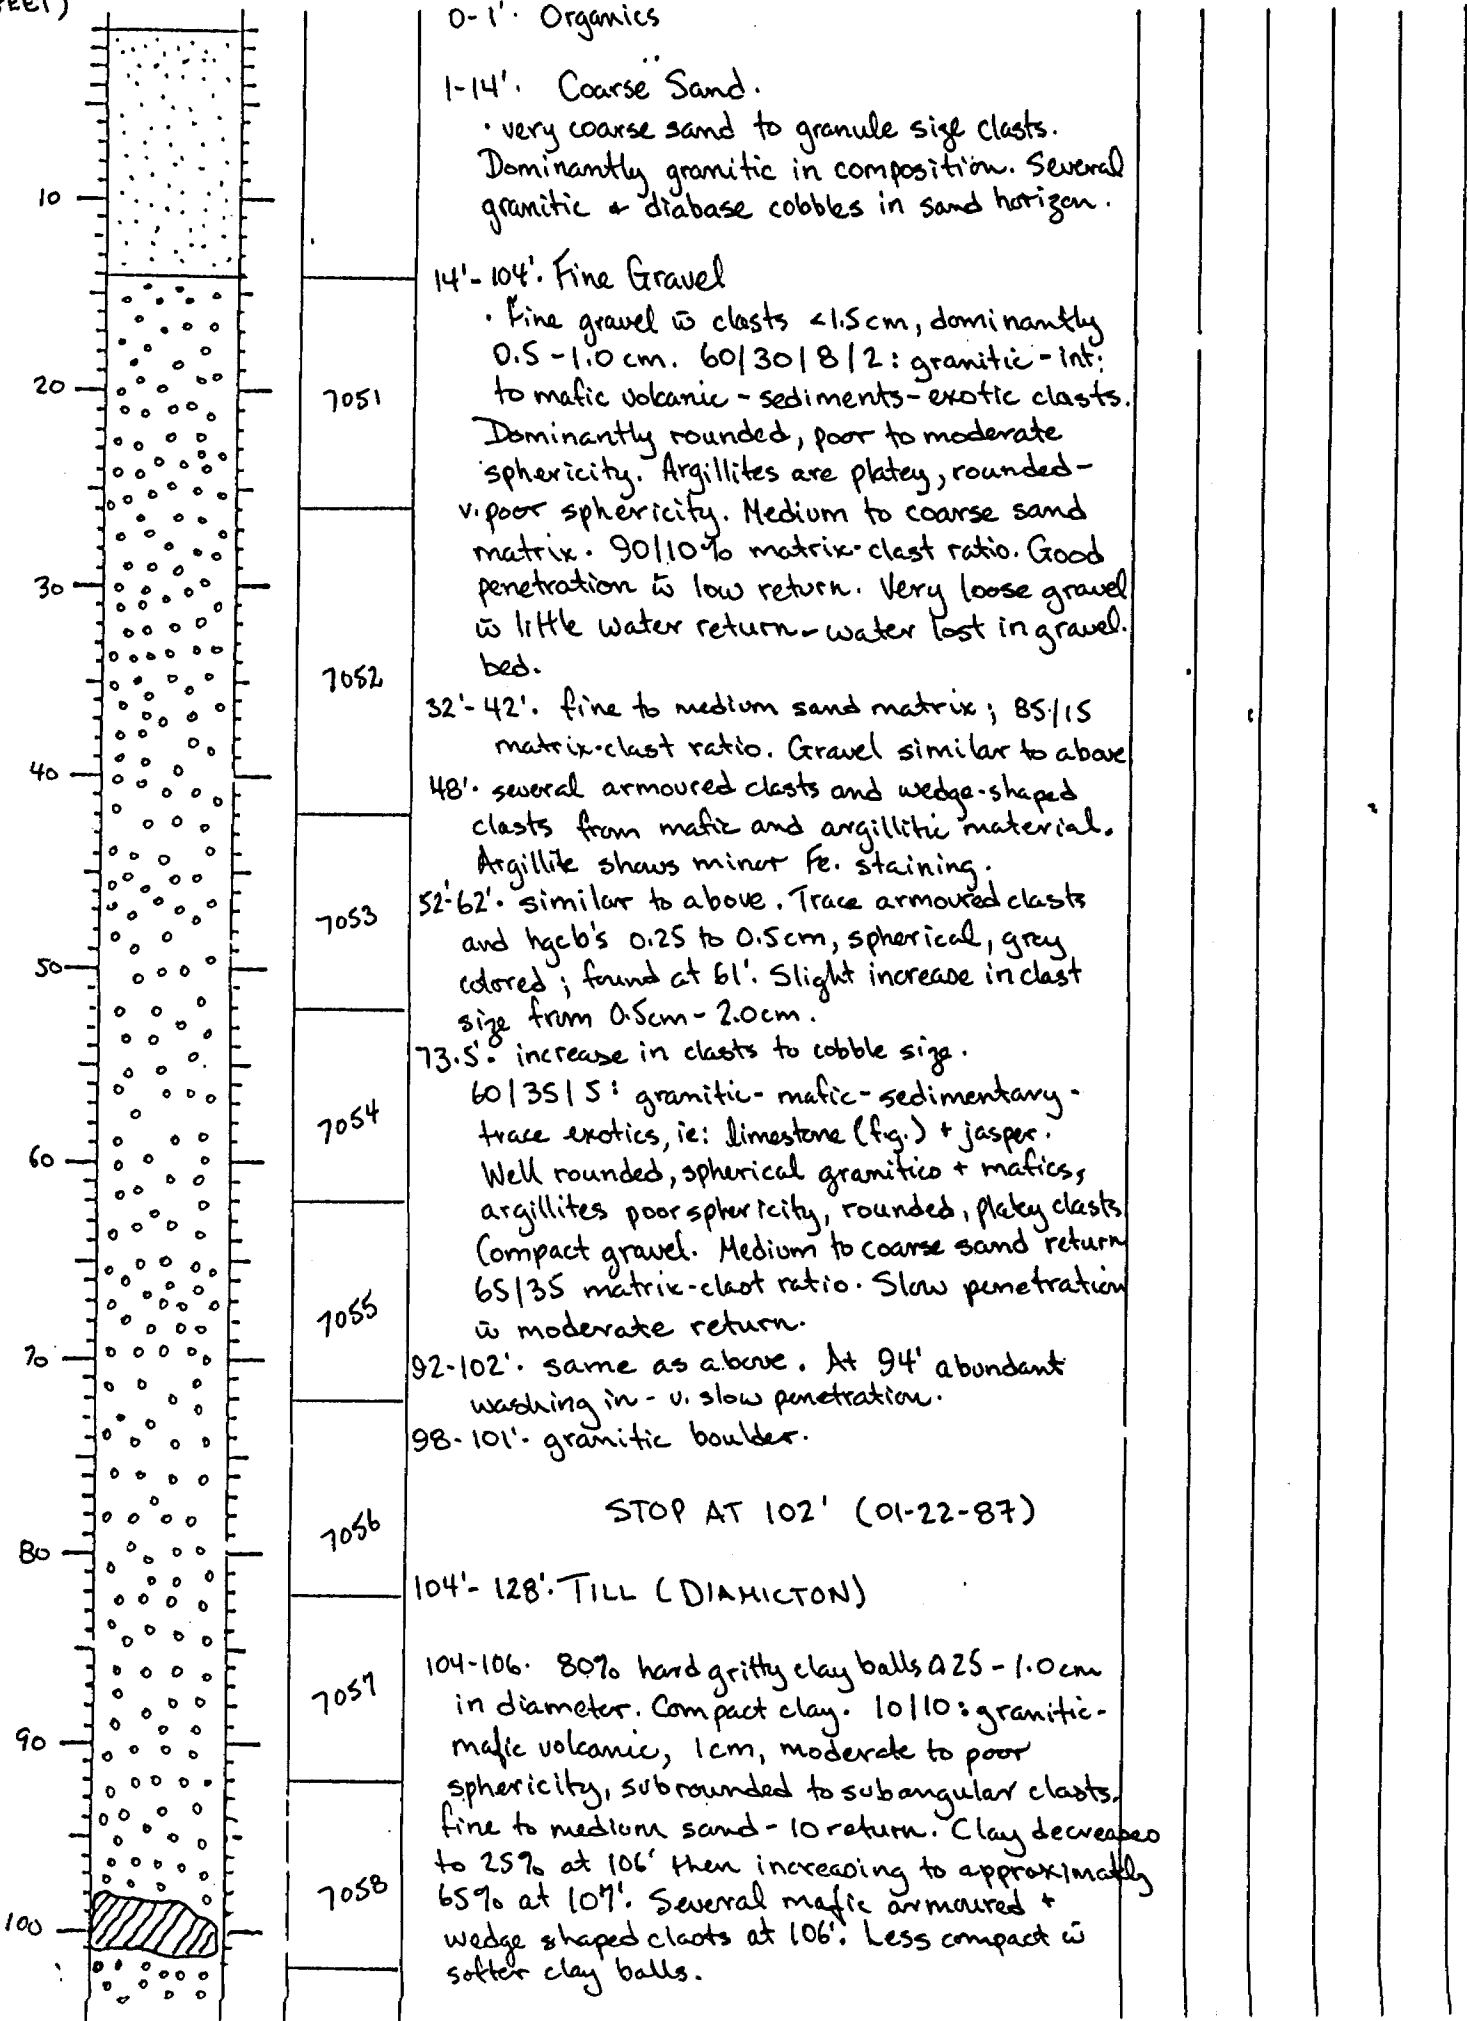 FEET)
0-1'. Organics
1-14'. Coarse Sand.
· very coarse sand to granule size clasts.
Dominantly granitic in composition. Several
granitic + diabase cobbles in sand horizon.
14'-104'. Fine Gravel
· Fine gravel w̄ clasts <1.5cm, dominantly
0.5-1.0 cm. 60/30/8/2: granitic - int.
to mafic volcanic - sediments - exotic clasts.
Dominantly rounded, poor to moderate
sphericity. Argillites are platey, rounded-
v. poor sphericity. Medium to coarse sand
matrix. 90/10% matrix-clast ratio. Good
penetration w̄ low return. Very loose gravel
w̄ little water return - water lost in gravel
bed.
32'-42'. fine to medium sand matrix; 85/15
matrix-clast ratio. Gravel similar to above
48'. several armoured clasts and wedge-shaped
clasts from mafic and argillitic material.
Argillite shows minor Fe. staining.
52'-62'. similar to above. Trace armoured clasts
and hgcb's 0.25 to 0.5cm, spherical, grey
colored; found at 61'. Slight increase in clast
size from 0.5cm - 2.0cm.
73.5'. increase in clasts to cobble size.
60/35/5: granitic - mafic - sedimentary -
trace exotics, ie: limestone (f.g.) + jasper.
Well rounded, spherical granitics + mafics,
argillites poor sphericity, rounded, platey clasts
Compact gravel. Medium to coarse sand return
65/35 matrix-clast ratio. Slow penetration
w̄ moderate return.
92-102'. same as above. At 94' abundant
washing in - v. slow penetration.
98-101'. granitic boulder.
STOP AT 102' (01-22-87)
104'-128'. TILL (DIAMICTON)
104-106. 80% hard gritty clay balls 0.25 - 1.0cm
in diameter. Compact clay. 10/10: granitic-
mafic volcanic, 1cm, moderate to poor
sphericity, subrounded to subangular clasts.
fine to medium sand - 10 return. Clay decreases
to 25% at 106' then increasing to approximatly
65% at 107'. Several mafic armoured +
wedge shaped clasts at 106'. Less compact w̄
softer clay balls.
10
20
30
40
50
60
70
80
90
100
7051
7052
7053
7054
7055
7056
7057
7058